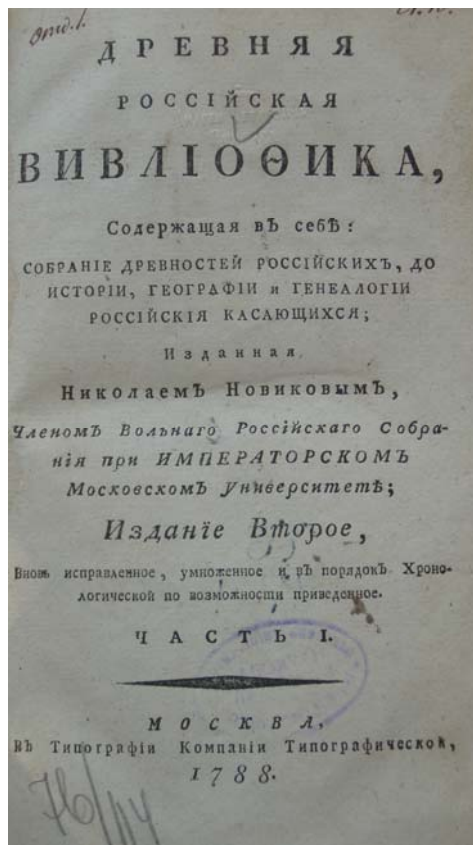 отд. I.
ДРЕВНЯЯ
РОССІЙСКАЯ
ВИВЛІОѲИКА,
Содержащая въ себѣ:
СОБРАНІЕ ДРЕВНОСТЕЙ РОССІЙСКИХЪ, ДО
ИСТОРІИ, ГЕОГРАФІИ и ГЕНЕАЛОГІИ
РОССІЙСКІЯ КАСАЮЩИХСЯ;
Изданная
Николаемъ Новиковымъ,
Членомъ Вольнаго Россійскаго Собра-
нія при ИМПЕРАТОРСКОМЪ
Московскомъ Университетѣ;
Изданіе Второе,
Вновь исправленное, умноженное и въ порядокъ Хроно-
логической по возможности приведенное.
ЧАСТЬ I.
МОСКВА,
Въ Типографіи Компаніи Типографической,
1788.
76/